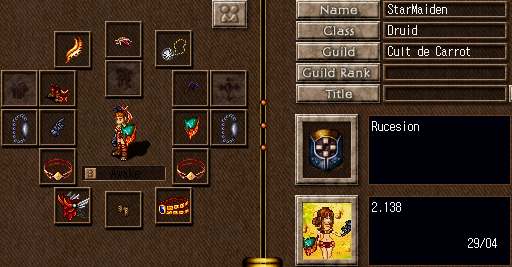 Name StarMaiden
Class Druid
Guild Cult de Carrot
Guild Rank
Title
Rucesion
Awake
2.138
29/04